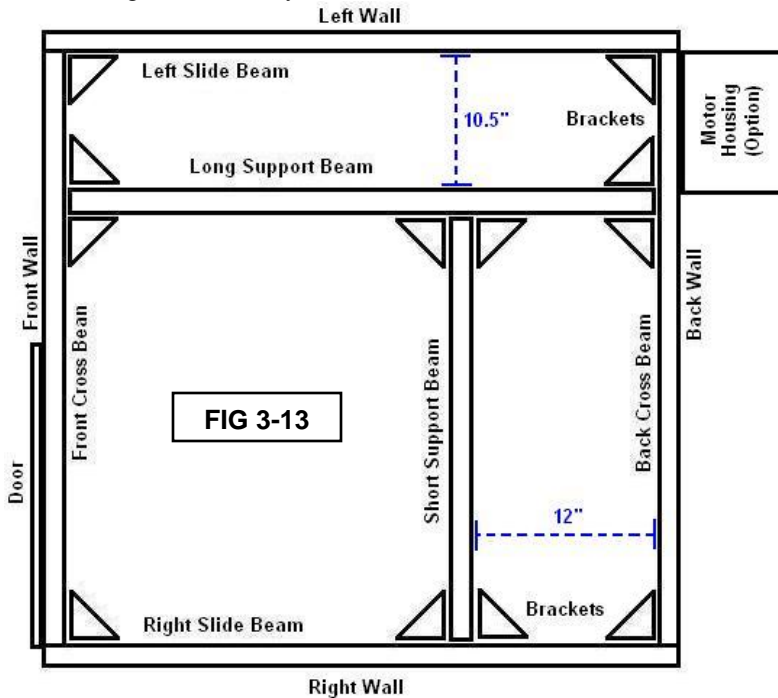 Left Wall
Left Slide Beam
10.5"
Brackets
Motor
Housing
(Option)
Long Support Beam
Front Wall
Front Cross Bean
Short Support Beam
Back Cross Beam
Back Wall
FIG 3-13
Door
12"
Brackets
Right Slide Beam
Right Wall